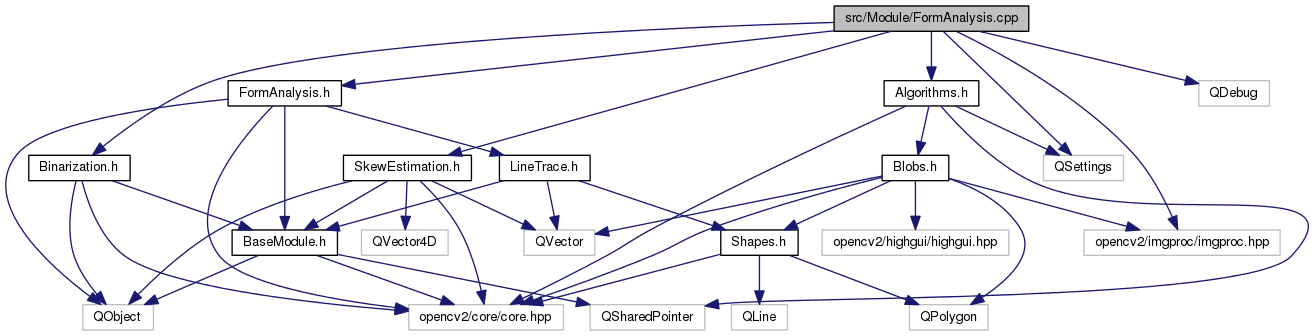 src/Module/FormAnalysis.cpp
FormAnalysis.h
Algorithms.h
QDebug
Binarization.h
SkewEstimation.h
LineTrace.h
Blobs.h
QSettings
BaseModule.h
QVector4D
QVector
Shapes.h
opencv2/highgui/highgui.hpp
opencv2/imgproc/imgproc.hpp
QObject
opencv2/core/core.hpp
QSharedPointer
QLine
QPolygon